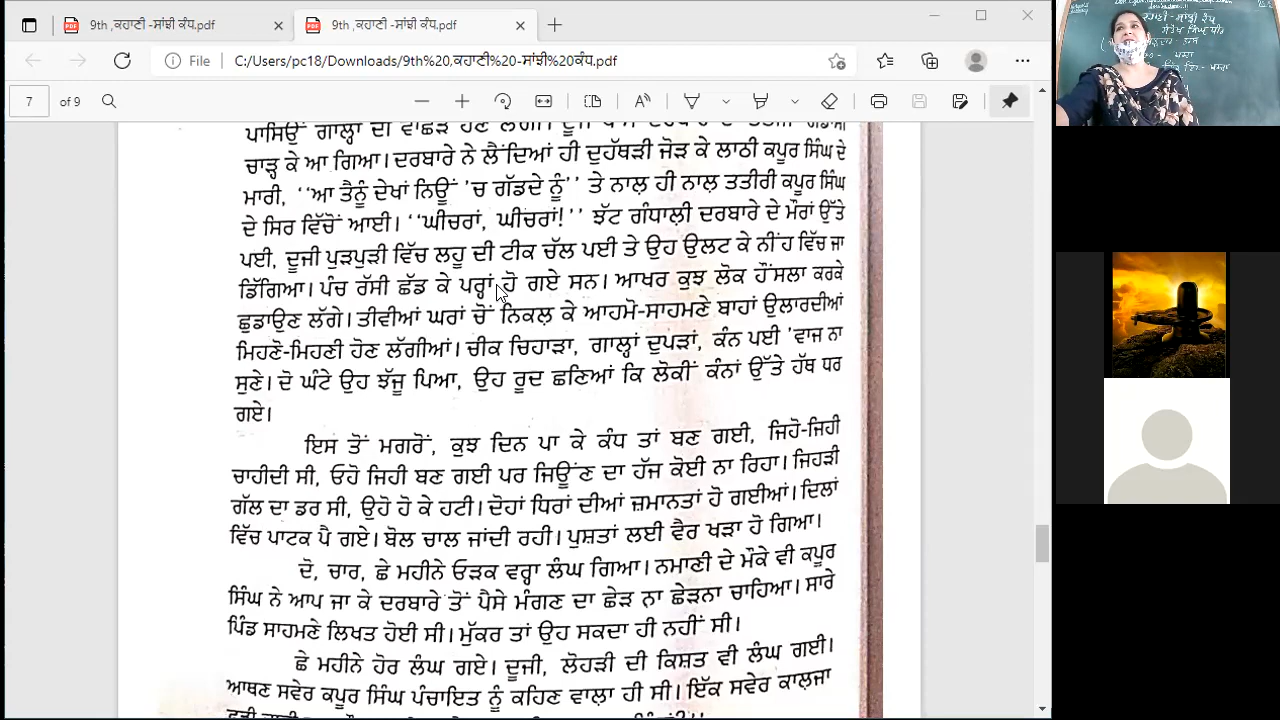 9th ,ਕਹਾਣੀ -ਸਾਂਝੀ ਕੰਧ.pdf
9th ,ਕਹਾਣੀ -ਸਾਂਝੀ ਕੰਧ.pdf
File C:/Users/pc18/Downloads/9th%20,ਕਹਾਣੀ%20-ਸਾਂਝੀ%20ਕੰਧ.pdf
7 of 9
ਪਾਸਿਉਂ ਗਾਲ੍ਹਾਂ ਦੀ ਵਾਛੜ ਹੋਣ ਲੱਗੀ।
ਚਾੜ੍ਹ ਕੇ ਆ ਗਿਆ। ਦਰਬਾਰੇ ਨੇ ਲੈਂਦਿਆਂ ਹੀ ਦੁਹੱਥੜੀ ਜੋੜ ਕੇ ਲਾਠੀ ਕਪੂਰ ਸਿੰਘ ਦੇ
ਮਾਰੀ, ‘‘ਆ ਤੈਨੂੰ ਦੇਖਾਂ ਨਿਊਂ ’ਚ ਗੱਡਦੇ ਨੂੰ’’ ਤੇ ਨਾਲ਼ ਹੀ ਨਾਲ਼ ਤਤੀਰੀ ਕਪੂਰ ਸਿੰਘ
ਦੇ ਸਿਰ ਵਿੱਚੋਂ ਆਈ। ‘‘ਘੀਚਰਾਂ, ਘੀਚਰਾਂ!’’ ਝੱਟ ਗੰਧਾਲੀ ਦਰਬਾਰੇ ਦੇ ਮੌਰਾਂ ਉੱਤੇ
ਪਈ, ਦੂਜੀ ਪੁੜਪੁੜੀ ਵਿੱਚ ਲਹੂ ਦੀ ਟੀਕ ਚੱਲ ਪਈ ਤੇ ਉਹ ਉਲਟ ਕੇ ਨੀਂਹ ਵਿੱਚ ਜਾ
ਡਿੱਗਿਆ। ਪੰਚ ਰੱਸੀ ਛੱਡ ਕੇ ਪਰ੍ਹਾਂ ਹੋ ਗਏ ਸਨ। ਆਖਰ ਕੁਝ ਲੋਕ ਹੌਂਸਲਾ ਕਰਕੇ
ਛੁਡਾਉਣ ਲੱਗੇ। ਤੀਵੀਆਂ ਘਰਾਂ ਚੋਂ ਨਿਕਲ਼ ਕੇ ਆਹਮੋ-ਸਾਹਮਣੇ ਬਾਹਾਂ ਉਲਾਰਦੀਆਂ
ਮਿਹਣੋ-ਮਿਹਣੀ ਹੋਣ ਲੱਗੀਆਂ। ਚੀਕ ਚਿਹਾੜਾ, ਗਾਲ੍ਹਾਂ ਦੁਪੜਾਂ, ਕੰਨ ਪਈ ’ਵਾਜ ਨਾ
ਸੁਣੇ। ਦੋ ਘੰਟੇ ਉਹ ਝੱਜੂ ਪਿਆ, ਉਹ ਰੂਦ ਛਣਿਆਂ ਕਿ ਲੋਕੀਂ ਕੰਨਾਂ ਉੱਤੇ ਹੱਥ ਧਰ
ਗਏ।
ਇਸ ਤੋਂ ਮਗਰੋਂ, ਕੁਝ ਦਿਨ ਪਾ ਕੇ ਕੰਧ ਤਾਂ ਬਣ ਗਈ, ਜਿਹੋ-ਜਿਹੀ
ਚਾਹੀਦੀ ਸੀ, ਓਹੋ ਜਿਹੀ ਬਣ ਗਈ ਪਰ ਜਿਊਂਣ ਦਾ ਹੱਜ ਕੋਈ ਨਾ ਰਿਹਾ। ਜਿਹੜੀ
ਗੱਲ ਦਾ ਡਰ ਸੀ, ਉਹੋ ਹੋ ਕੇ ਹਟੀ। ਦੋਹਾਂ ਧਿਰਾਂ ਦੀਆਂ ਜ਼ਮਾਨਤਾਂ ਹੋ ਗਈਆਂ। ਦਿਲਾਂ
ਵਿੱਚ ਪਾਟਕ ਪੈ ਗਏ। ਬੋਲ ਚਾਲ ਜਾਂਦੀ ਰਹੀ। ਪੁਸ਼ਤਾਂ ਲਈ ਵੈਰ ਖੜਾ ਹੋ ਗਿਆ।
ਦੋ, ਚਾਰ, ਛੇ ਮਹੀਨੇ ਓੜਕ ਵਰ੍ਹਾ ਲੰਘ ਗਿਆ। ਨਮਾਣੀ ਦੇ ਮੌਕੇ ਵੀ ਕਪੂਰ
ਸਿੰਘ ਨੇ ਆਪ ਜਾ ਕੇ ਦਰਬਾਰੇ ਤੋਂ ਪੈਸੇ ਮੰਗਣ ਦਾ ਛੇੜ ਨਾ ਛੇੜਨਾ ਚਾਹਿਆ। ਸਾਰੇ
ਪਿੰਡ ਸਾਹਮਣੇ ਲਿਖਤ ਹੋਈ ਸੀ। ਮੁੱਕਰ ਤਾਂ ਉਹ ਸਕਦਾ ਹੀ ਨਹੀਂ ਸੀ।
ਛੇ ਮਹੀਨੇ ਹੋਰ ਲੰਘ ਗਏ। ਦੂਜੀ, ਲੋਹੜੀ ਦੀ ਕਿਸ਼ਤ ਵੀ ਲੰਘ ਗਈ।
ਆਥਣ ਸਵੇਰ ਕਪੂਰ ਸਿੰਘ ਪੰਚਾਇਤ ਨੂੰ ਕਹਿਣ ਵਾਲ਼ਾ ਹੀ ਸੀ। ਇੱਕ ਸਵੇਰ ਕਾਲ਼ਜਾ
ਕਹਾਣੀ - ਸਾਂਝੀ ਕੰਧ
ਸੰਤੋਖ ਸਿੰਘ ਧੀਰ